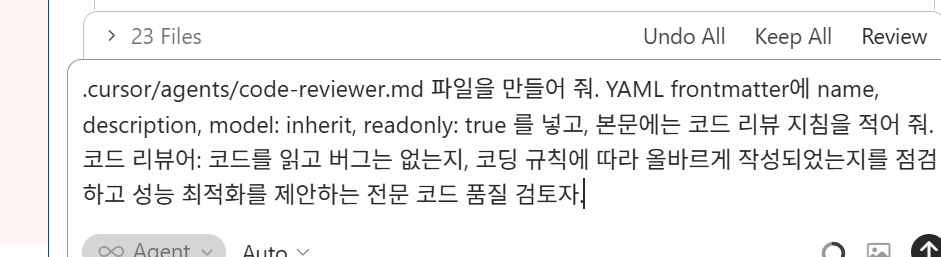 23 Files Undo All Keep All Review
.cursor/agents/code-reviewer.md 파일을 만들어 줘. YAML frontmatter에 name,
description, model: inherit, readonly: true 를 넣고, 본문에는 코드 리뷰 지침을 적어 줘.
코드 리뷰어: 코드를 읽고 버그는 없는지, 코딩 규칙에 따라 올바르게 작성되었는지를 점검
하고 성능 최적화를 제안하는 전문 코드 품질 검토자.
Agent Auto